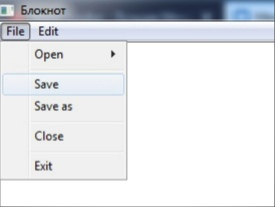 Блокнот
File Edit
Open
Save
Save as
Close
Exit